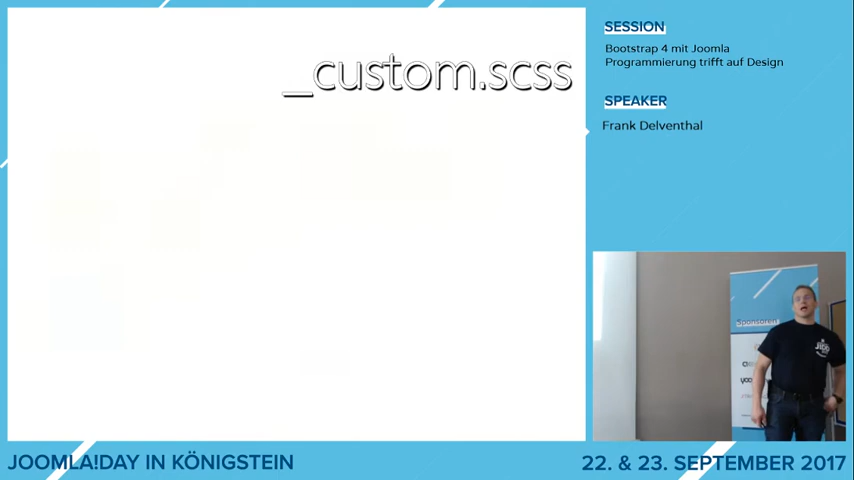 _custom.scss
SESSION
Bootstrap 4 mit Joomla
Programmierung trifft auf Design
SPEAKER
Frank Delventhal
JOOMLA!DAY IN KÖNIGSTEIN
22. & 23. SEPTEMBER 2017